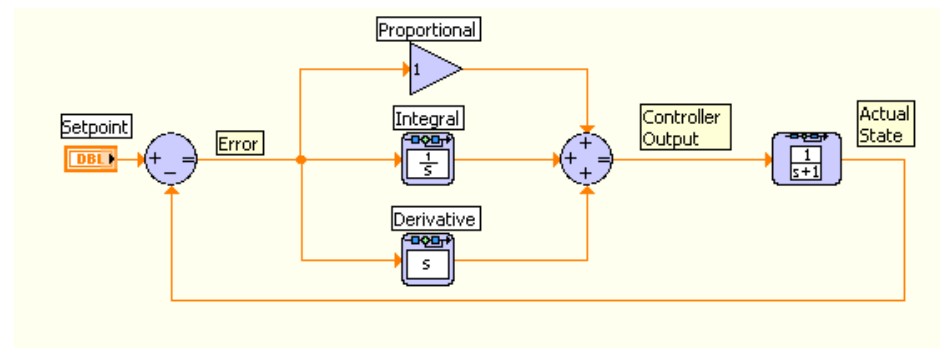 Proportional
1
Setpoint
DBL
+ =
−
Error
Integral
1
s
Derivative
s
+
+ =
+
Controller
Output
1
s+1
Actual
State